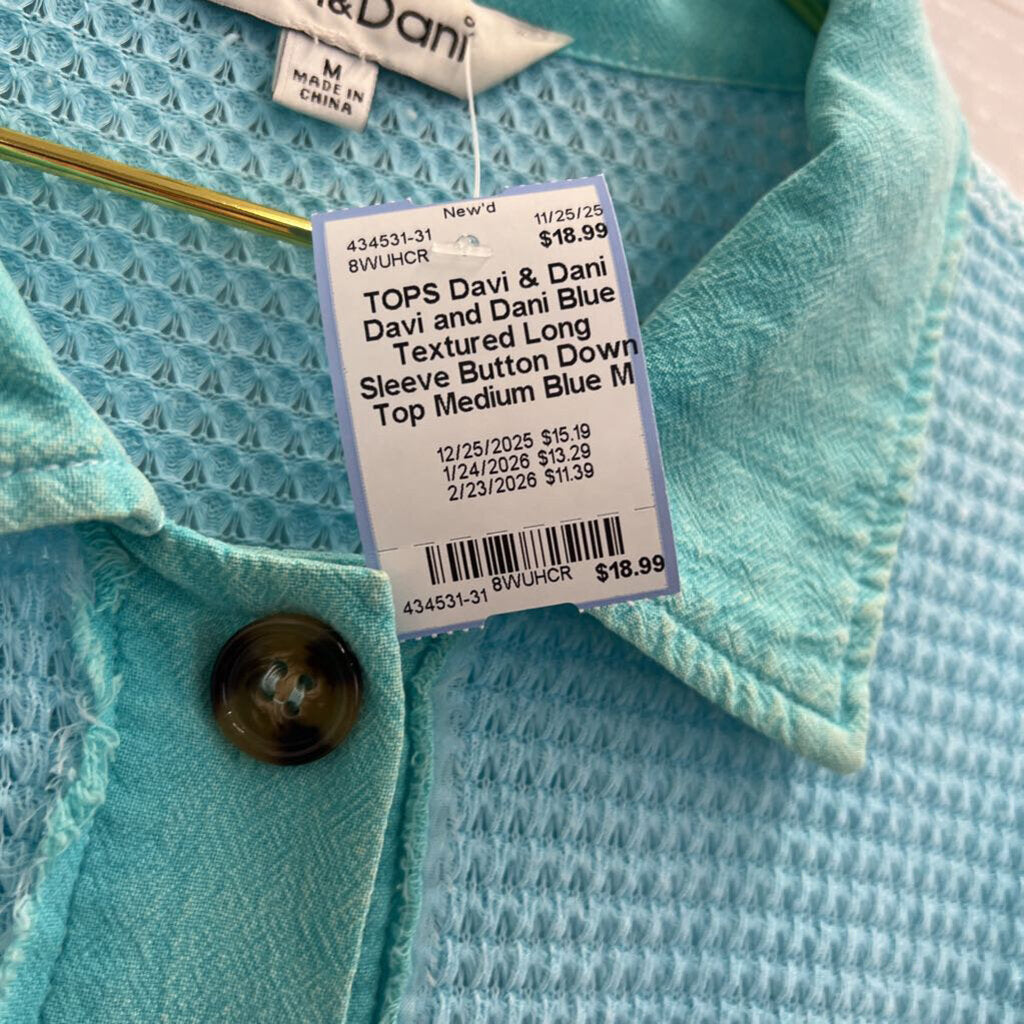 &Dani
M
MADE IN
CHINA
New'd
434531-31 11/25/25
8WUHCR $18.99
TOPS Davi & Dani
Davi and Dani Blue
Textured Long
Sleeve Button Down
Top Medium Blue M
12/25/2025 $15.19
1/24/2026 $13.29
2/23/2026 $11.39
434531-31 8WUHCR $18.99